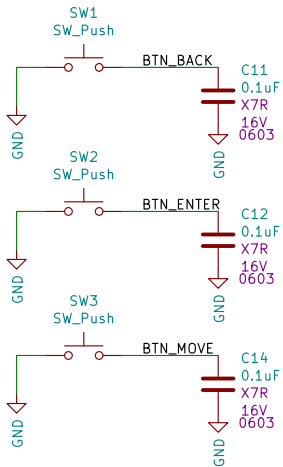 SW1
SW_Push
BTN_BACK
C11
0.1uF
X7R
16V
0603
GND
GND
SW2
SW_Push
BTN_ENTER
C12
0.1uF
X7R
16V
0603
GND
GND
SW3
SW_Push
BTN_MOVE
C14
0.1uF
X7R
16V
0603
GND
GND